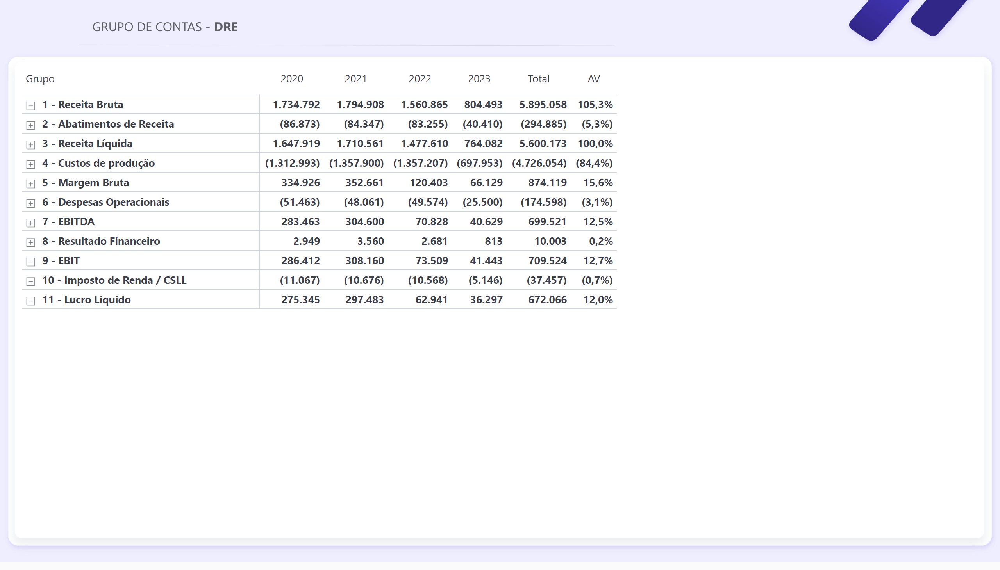 GRUPO DE CONTAS - DRE
Grupo 2020 2021 2022 2023 Total AV
1 - Receita Bruta 1.734.792 1.794.908 1.560.865 804.493 5.895.058 105,3%
2 - Abatimentos de Receita (86.873) (84.347) (83.255) (40.410) (294.885) (5,3%)
3 - Receita Líquida 1.647.919 1.710.561 1.477.610 764.082 5.600.173 100,0%
4 - Custos de produção (1.312.993) (1.357.900) (1.357.207) (697.953) (4.726.054) (84,4%)
5 - Margem Bruta 334.926 352.661 120.403 66.129 874.119 15,6%
6 - Despesas Operacionais (51.463) (48.061) (49.574) (25.500) (174.598) (3,1%)
7 - EBITDA 283.463 304.600 70.828 40.629 699.521 12,5%
8 - Resultado Financeiro 2.949 3.560 2.681 813 10.003 0,2%
9 - EBIT 286.412 308.160 73.509 41.443 709.524 12,7%
10 - Imposto de Renda / CSLL (11.067) (10.676) (10.568) (5.146) (37.457) (0,7%)
11 - Lucro Líquido 275.345 297.483 62.941 36.297 672.066 12,0%